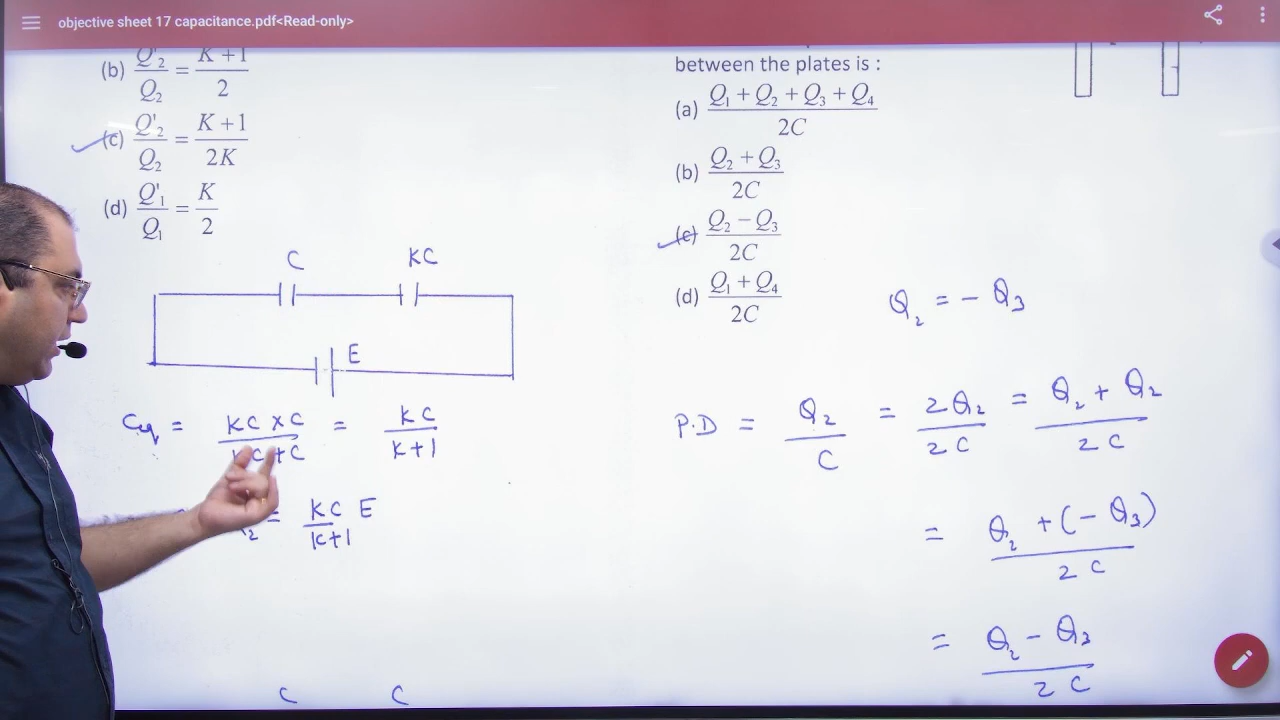 objective sheet 17 capacitance.pdf<Read-only>
(b) Q'2/Q2 = K+1/2
(c) Q'2/Q2 = K+1/2K
(d) Q'1/Q1 = K/2
C KC
E
Ceq = KC×C/KC+C = KC/K+1
2 = KC/K+1 E
C C
between the plates is :
(a) Q1+Q2+Q3+Q4/2C
(b) Q2+Q3/2C
(c) Q2−Q3/2C
(d) Q1+Q4/2C
Q2 = − Q3
P.D = Q2/C = 2Q2/2C = Q2+Q2/2C
= Q2+(−Q3)/2C
= Q2−Q3/2C